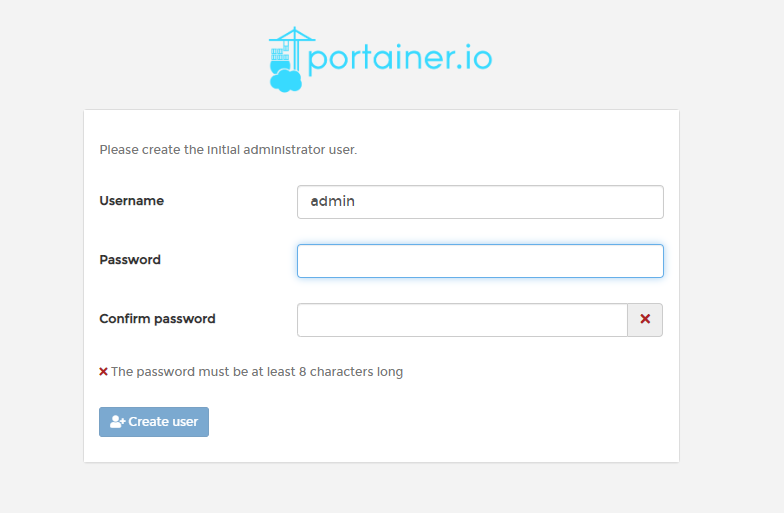 portainer.io
Please create the initial administrator user.
Username
admin
Password
Confirm password
The password must be at least 8 characters long
Create user